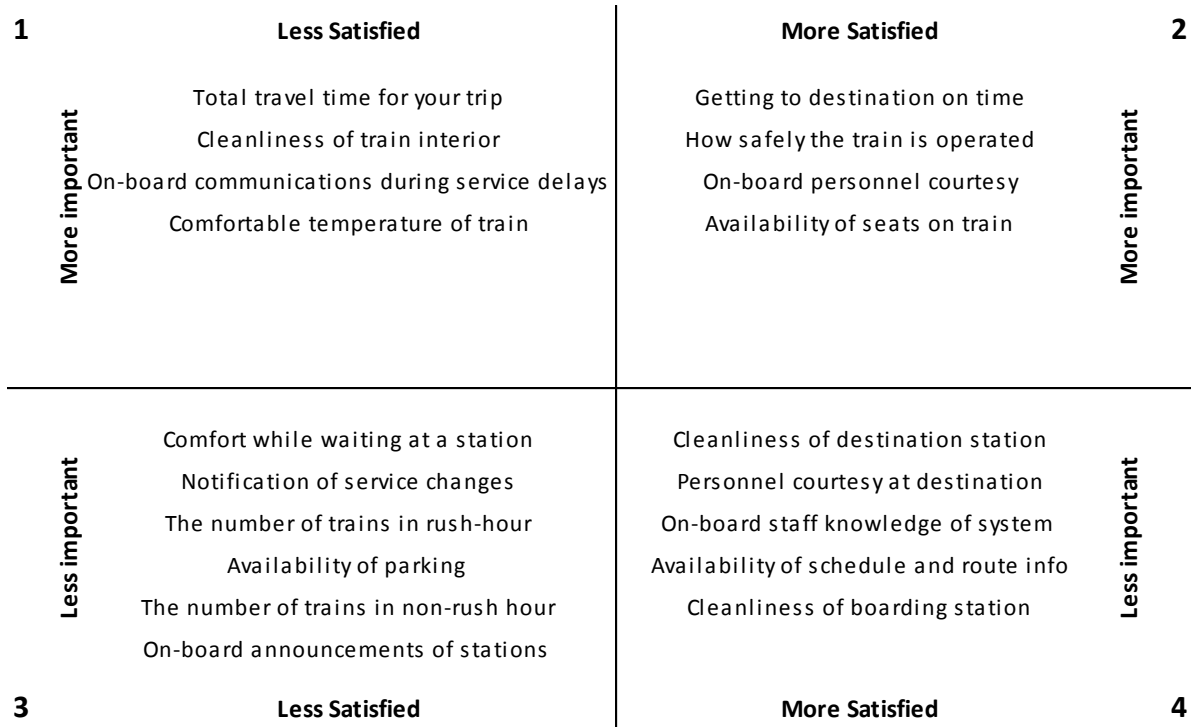 1
Less Satisfied
More Satisfied
2
More important
Total travel time for your trip
Cleanliness of train interior
On-board communications during service delays
Comfortable temperature of train
Getting to destination on time
How safely the train is operated
On-board personnel courtesy
Availability of seats on train
More important
Less important
Comfort while waiting at a station
Notification of service changes
The number of trains in rush-hour
Availability of parking
The number of trains in non-rush hour
On-board announcements of stations
Cleanliness of destination station
Personnel courtesy at destination
On-board staff knowledge of system
Availability of schedule and route info
Cleanliness of boarding station
Less important
3
Less Satisfied
More Satisfied
4